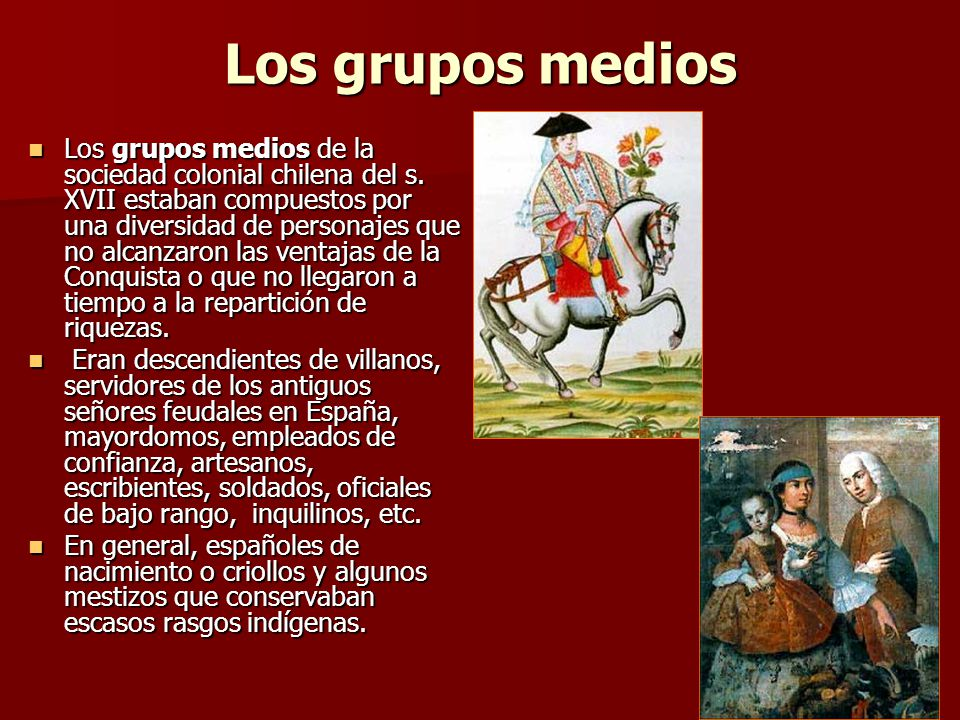 Los grupos medios
Los grupos medios de la
sociedad colonial chilena del s.
XVII estaban compuestos por
una diversidad de personajes que
no alcanzaron las ventajas de la
Conquista o que no llegaron a
tiempo a la repartición de
riquezas.
Eran descendientes de villanos,
servidores de los antiguos
señores feudales en España,
mayordomos, empleados de
confianza, artesanos,
escribientes, soldados, oficiales
de bajo rango, inquilinos, etc.
En general, españoles de
nacimiento o criollos y algunos
mestizos que conservaban
escasos rasgos indígenas.